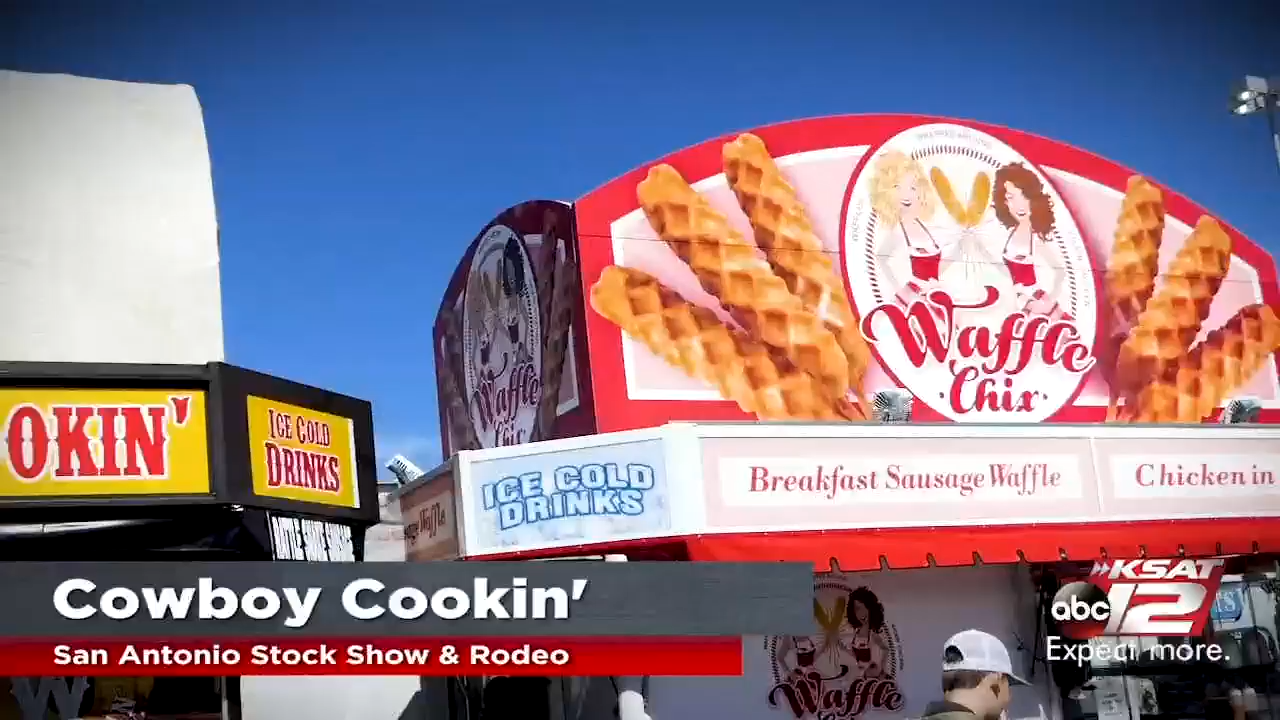 OKIN'
ICE COLD
DRINKS
Waffle
Chix
Waffle
Chix
ICE COLD
DRINKS
Breakfast Sausage Waffle
Chicken in
Waffle
Waffle
Cowboy Cookin'
San Antonio Stock Show & Rodeo
KSAT
abc 12
Expect more.